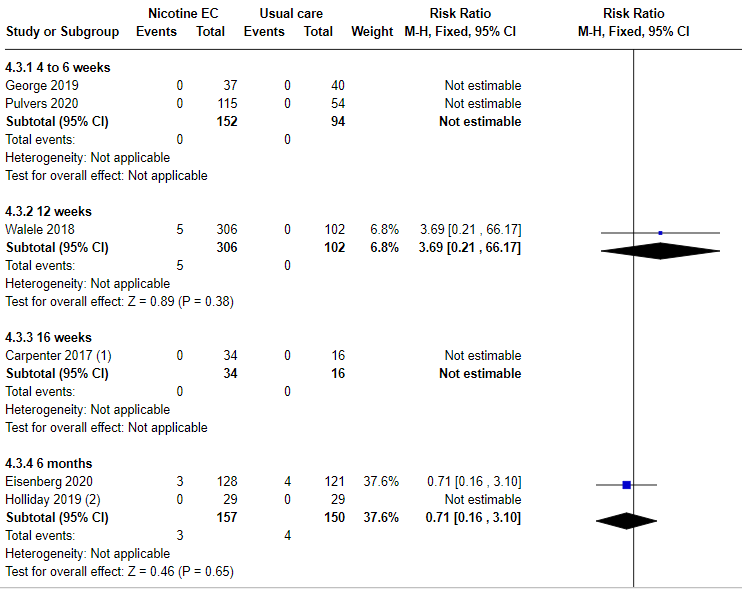 Nicotine EC Usual care Risk Ratio Risk Ratio
Study or Subgroup Events Total Events Total Weight M-H, Fixed, 95% CI M-H, Fixed, 95% CI
4.3.1 4 to 6 weeks
George 2019 0 37 0 40 Not estimable
Pulvers 2020 0 115 0 54 Not estimable
Subtotal (95% CI) 152 94 Not estimable
Total events: 0 0
Heterogeneity: Not applicable
Test for overall effect: Not applicable
4.3.2 12 weeks
Walele 2018 5 306 0 102 6.8% 3.69 [0.21 , 66.17]
Subtotal (95% CI) 306 102 6.8% 3.69 [0.21 , 66.17]
Total events: 5 0
Heterogeneity: Not applicable
Test for overall effect: Z = 0.89 (P = 0.38)
4.3.3 16 weeks
Carpenter 2017 (1) 0 34 0 16 Not estimable
Subtotal (95% CI) 34 16 Not estimable
Total events: 0 0
Heterogeneity: Not applicable
Test for overall effect: Not applicable
4.3.4 6 months
Eisenberg 2020 3 128 4 121 37.6% 0.71 [0.16 , 3.10]
Holliday 2019 (2) 0 29 0 29 Not estimable
Subtotal (95% CI) 157 150 37.6% 0.71 [0.16 , 3.10]
Total events: 3 4
Heterogeneity: Not applicable
Test for overall effect: Z = 0.46 (P = 0.65)